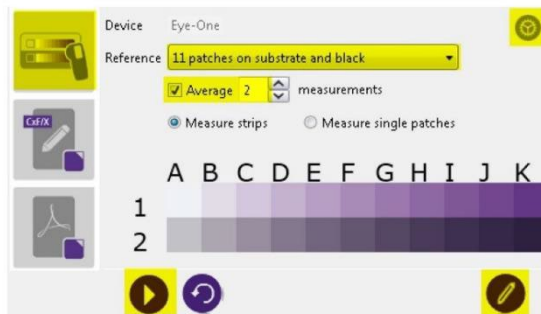 Device Eye-One
Reference 11 patches on substrate and black
Average 2 measurements
Measure strips Measure single patches
CxF/X
A B C D E F G H I J K
1
2